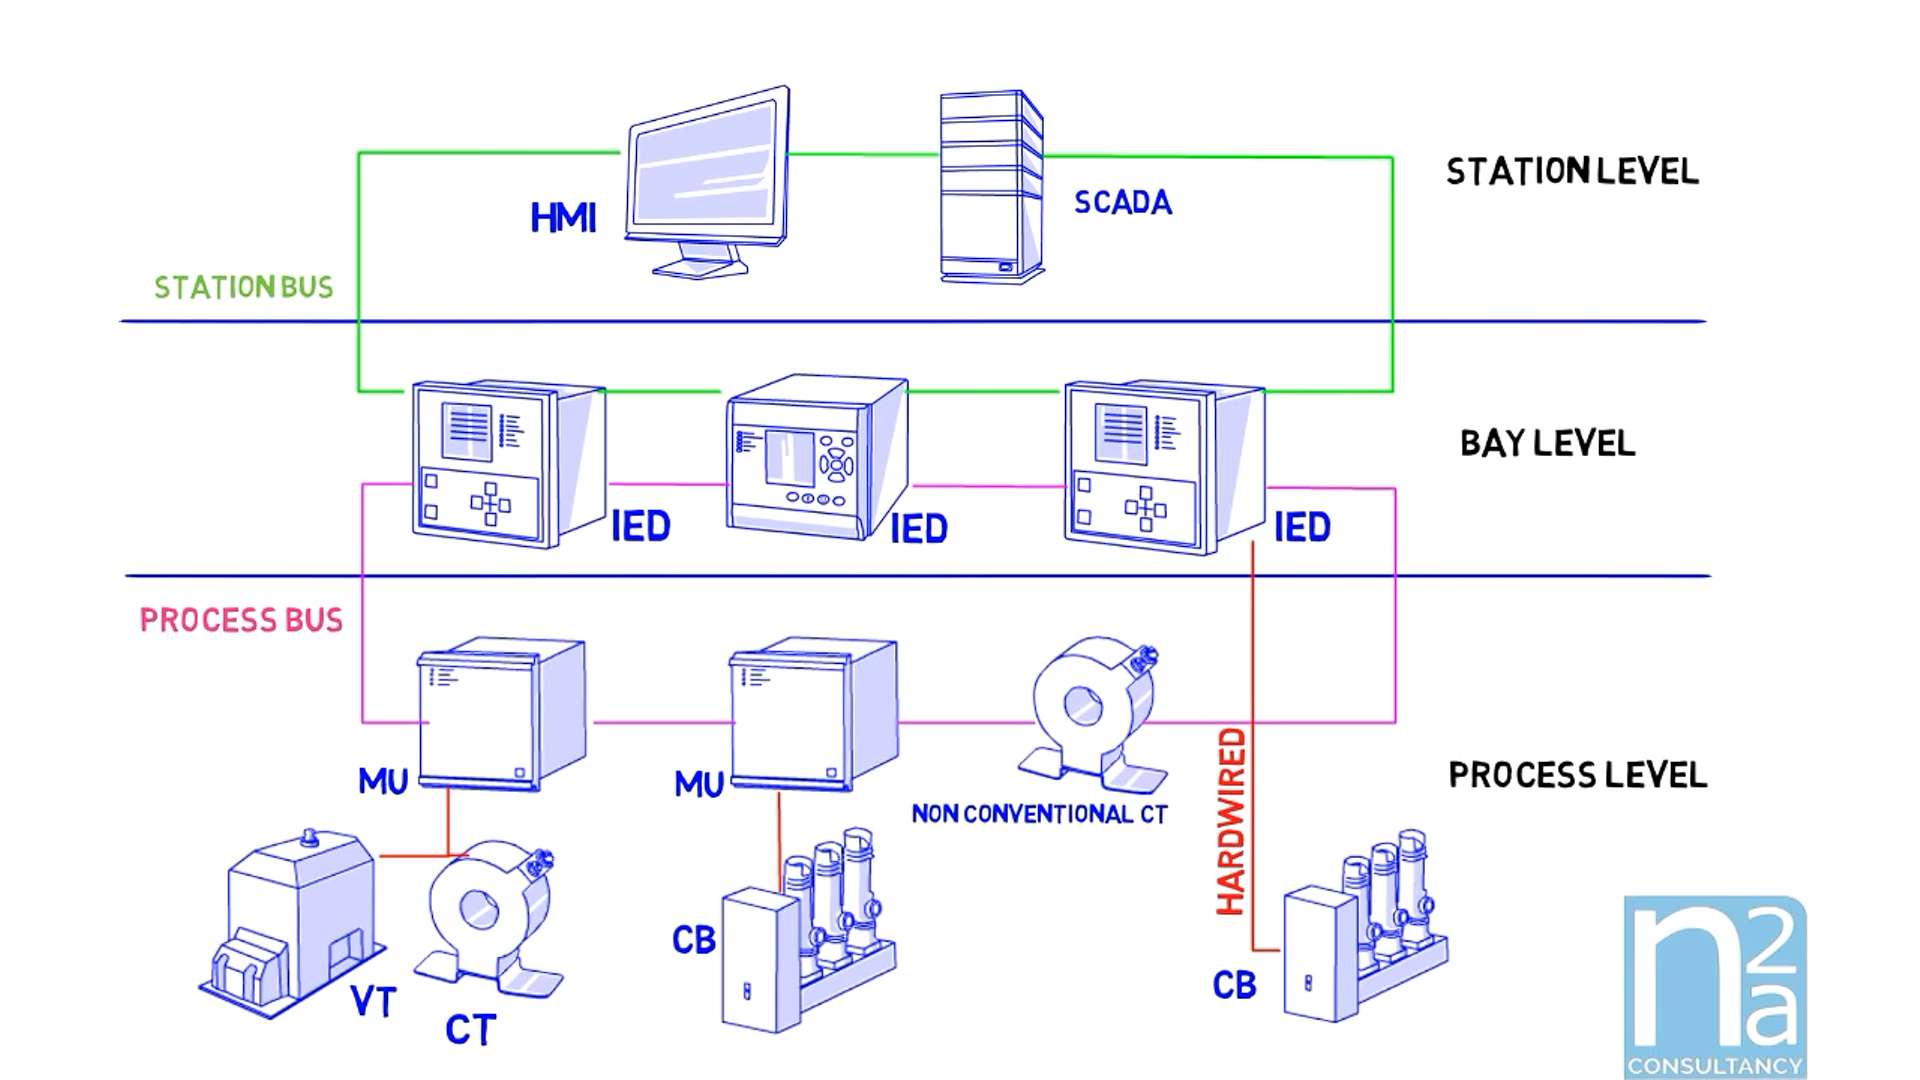 STATION LEVEL
HMI
SCADA
STATION BUS
BAY LEVEL
IED
IED
IED
PROCESS BUS
MU
MU
NON CONVENTIONAL CT
HARDWIRED
PROCESS LEVEL
VT
CT
CB
CB
n2a
CONSULTANCY